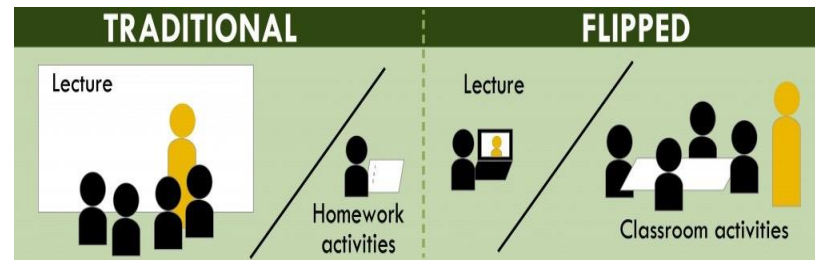 TRADITIONAL
Lecture
Homework
activities
FLIPPED
Lecture
Classroom activities